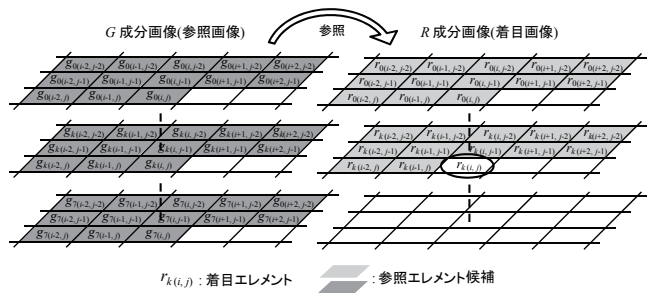 G 成分画像(参照画像)
参照
R 成分画像(着目画像)
g0(i-2, j-2) g0(i-1, j-2) g0(i, j-2) g0(i+1, j-2) g0(i+2, j-2)
g0(i-2, j-1) g0(i-1, j-1) g0(i, j-1) g0(i+1, j-1) g0(i+2, j-1)
g0(i-2, j) g0(i-1, j) g0(i, j)
r0(i-2, j-2) r0(i-1, j-2) r0(i, j-2) r0(i+1, j-2) r0(i+2, j-2)
r0(i-2, j-1) r0(i-1, j-1) r0(i, j-1) r0(i+1, j-1) r0(i+2, j-1)
r0(i-2, j) r0(i-1, j) r0(i, j)
gk(i-2, j-2) gk(i-1, j-2) gk(i, j-2) gk(i+1, j-2) gk(i+2, j-2)
gk(i-2, j-1) gk(i-1, j-1) gk(i, j-1) gk(i+1, j-1) gk(i+2, j-1)
gk(i-2, j) gk(i-1, j) gk(i, j)
rk(i-2, j-2) rk(i-1, j-2) rk(i, j-2) rk(i+1, j-2) rk(i+2, j-2)
rk(i-2, j-1) rk(i-1, j-1) rk(i, j-1) rk(i+1, j-1) rk(i+2, j-1)
rk(i-2, j) rk(i-1, j) rk(i, j)
g7(i-2, j-2) g7(i-1, j-2) g7(i, j-2) g7(i+1, j-2) g0(i+2, j-2)
g7(i-2, j-1) g7(i-1, j-1) g7(i, j-1) g7(i+1, j-1) g7(i+2, j-1)
g7(i-2, j) g7(i-1, j) g7(i, j)
rk(i, j) : 着目エレメント
: 参照エレメント候補